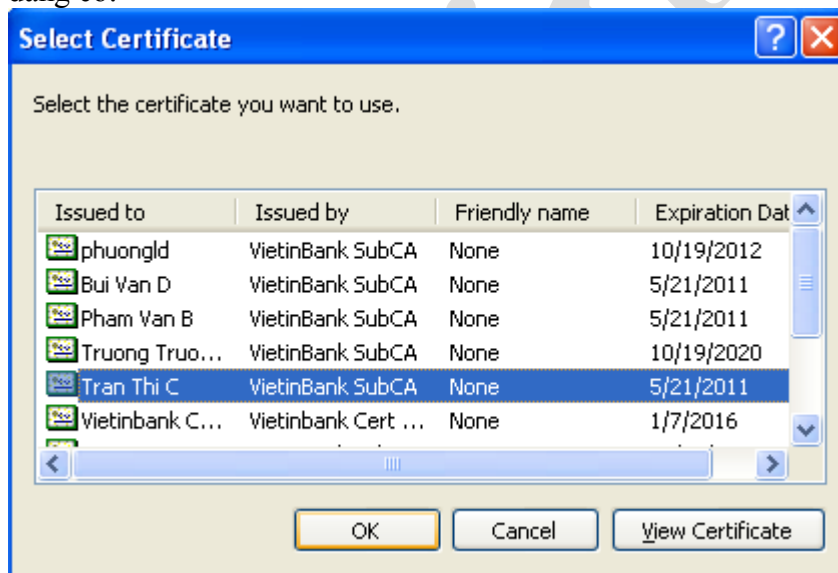 Select Certificate
Select the certificate you want to use.
Issued to Issued by Friendly name Expiration Dat
phuongld VietinBank SubCA None 10/19/2012
Bui Van D VietinBank SubCA None 5/21/2011
Pham Van B VietinBank SubCA None 5/21/2011
Truong Truo... VietinBank SubCA None 10/19/2020
Tran Thi C VietinBank SubCA None 5/21/2011
Vietinbank C... Vietinbank Cert ... None 1/7/2016
OK Cancel View Certificate